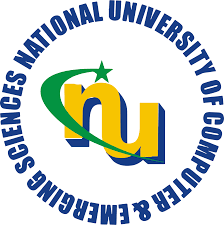 NATIONAL UNIVERSITY OF COMPUTER & EMERGING SCIENCES
nu